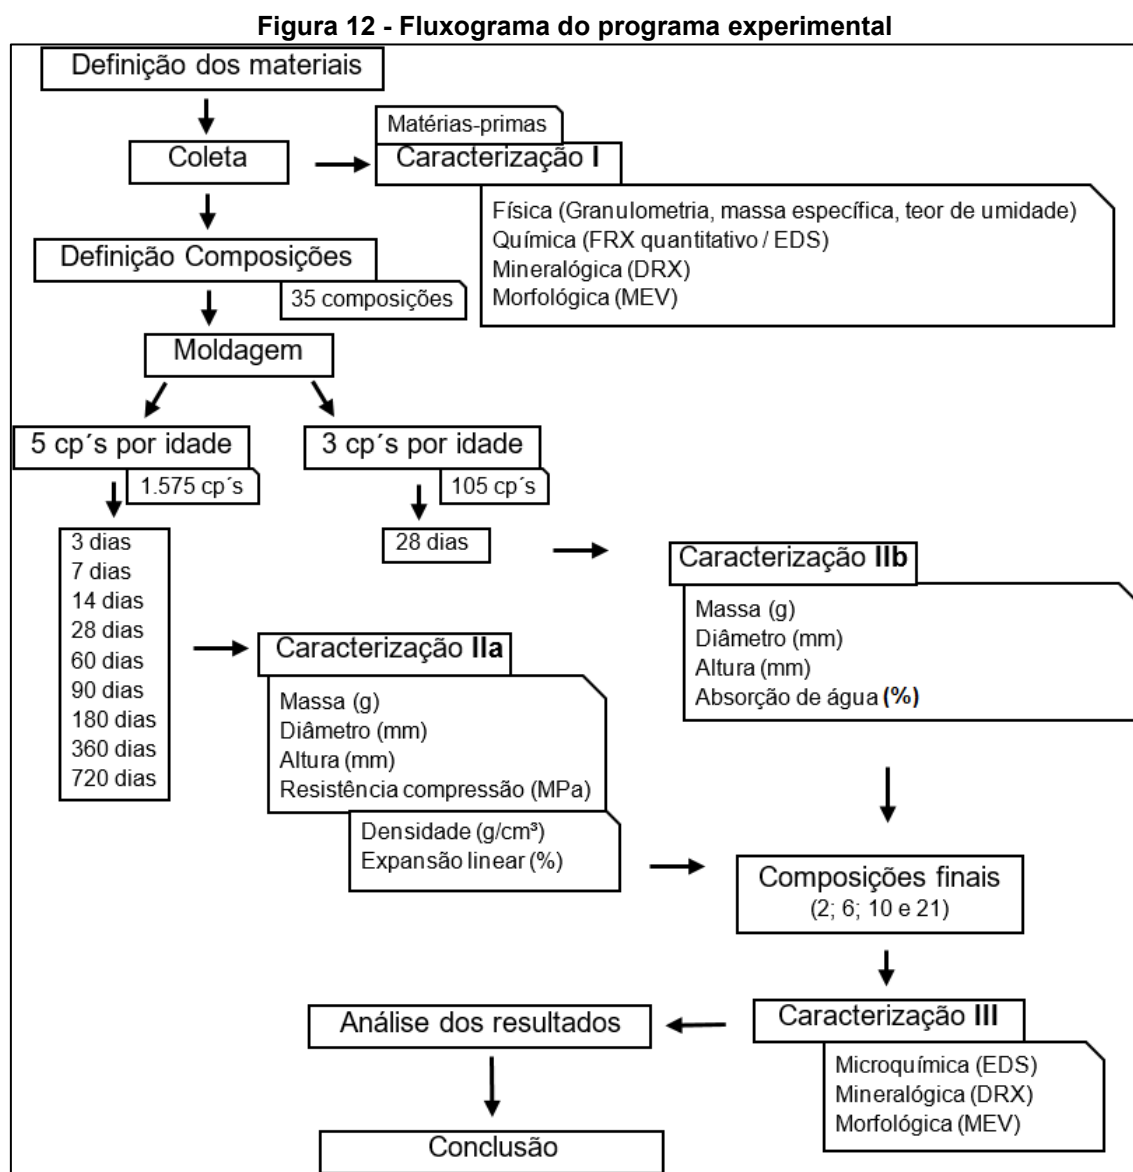 Figura 12 - Fluxograma do programa experimental
Definição dos materiais
Matérias-primas
Coleta
Caracterização I
Física (Granulometria, massa específica, teor de umidade)
Química (FRX quantitativo / EDS)
Mineralógica (DRX)
Morfológica (MEV)
Definição Composições
35 composições
Moldagem
5 cp´s por idade
1.575 cp´s
3 cp´s por idade
105 cp´s
3 dias
7 dias
14 dias
28 dias
60 dias
90 dias
180 dias
360 dias
720 dias
28 dias
Caracterização IIb
Massa (g)
Diâmetro (mm)
Altura (mm)
Absorção de água (%)
Caracterização IIa
Massa (g)
Diâmetro (mm)
Altura (mm)
Resistência compressão (MPa)
Densidade (g/cm³)
Expansão linear (%)
Composições finais
(2; 6; 10 e 21)
Caracterização III
Microquímica (EDS)
Mineralógica (DRX)
Morfológica (MEV)
Análise dos resultados
Conclusão